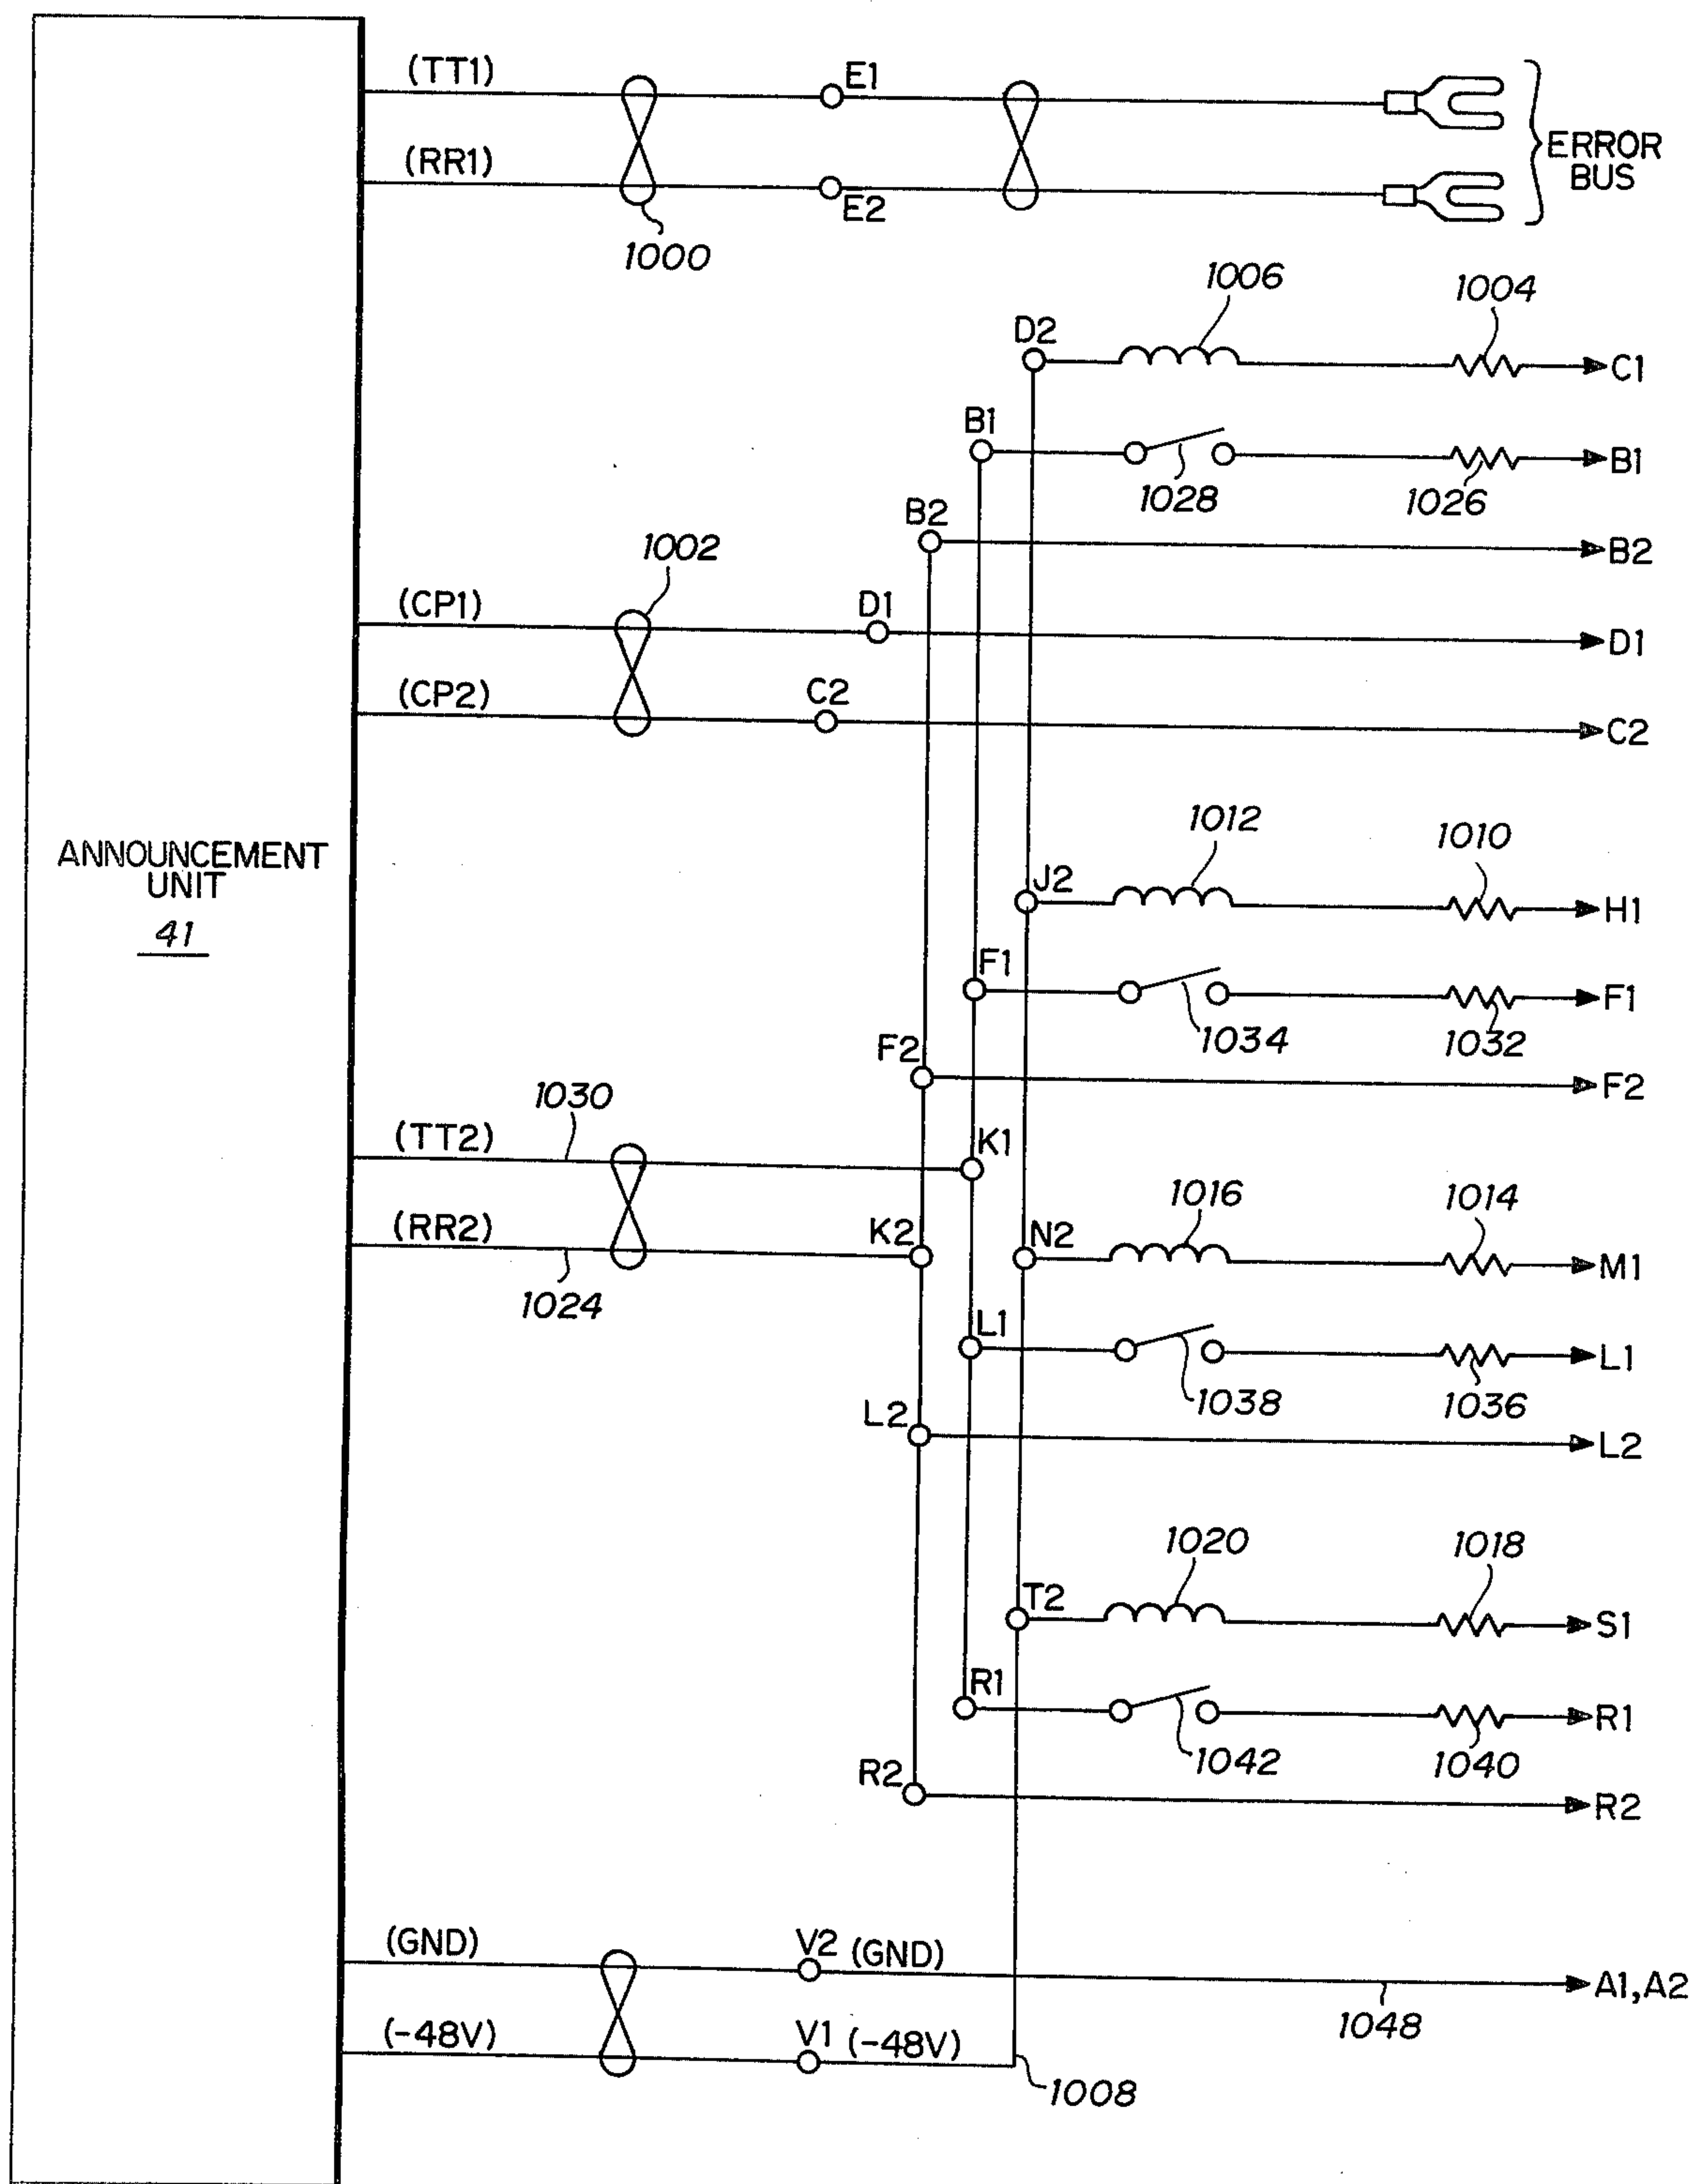 (TT1)
E1
(RR1)
E2
ERROR
BUS
1000
1006
1004
D2
C1
B1
B1
1028
1026
B2
B2
1002
(CP1)
D1
D1
(CP2)
C2
C2
1012
1010
ANNOUNCEMENT
UNIT
41
J2
H1
F1
F1
1034
1032
F2
F2
1030
(TT2)
K1
1016
1014
(RR2)
K2
N2
M1
1024
L1
L1
1038
1036
L2
L2
1020
1018
T2
S1
R1
R1
1042
1040
R2
R2
(GND)
V2 (GND)
A1,A2
1048
(-48V)
V1 (-48V)
1008